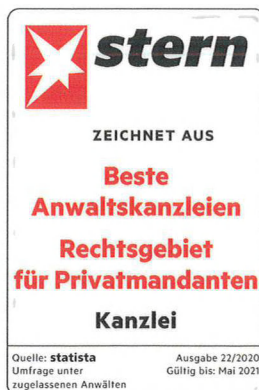 stern
ZEICHNET AUS
Beste
Anwaltskanzleien
Rechtsgebiet
für Privatmandanten
Kanzlei
Quelle: statista
Umfrage unter
zugelassenen Anwälten
Ausgabe 22/2020
Gültig bis: Mai 2021